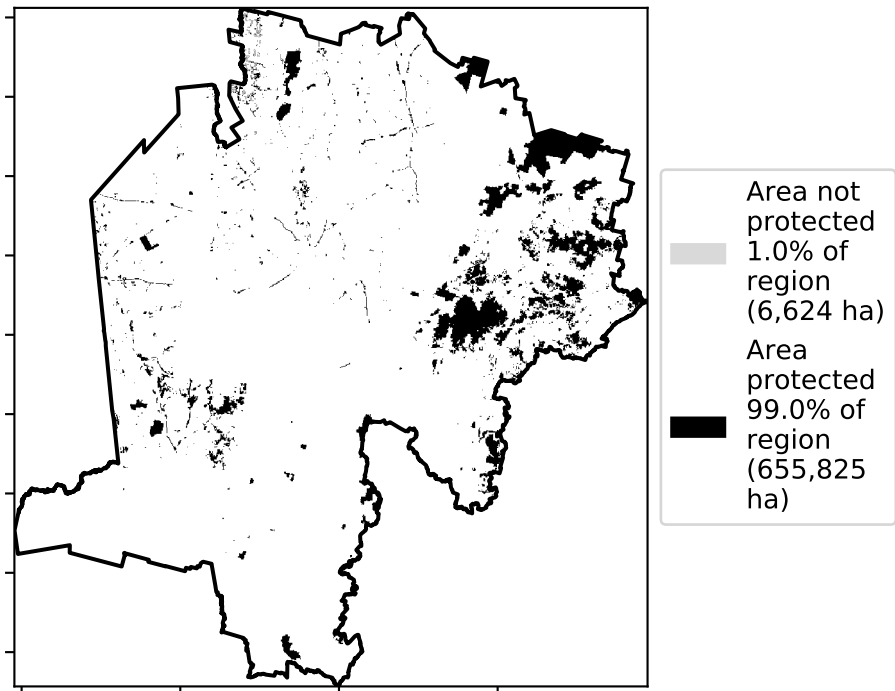 Area not
protected
1.0% of
region
(6,624 ha)
Area
protected
99.0% of
region
(655,825
ha)